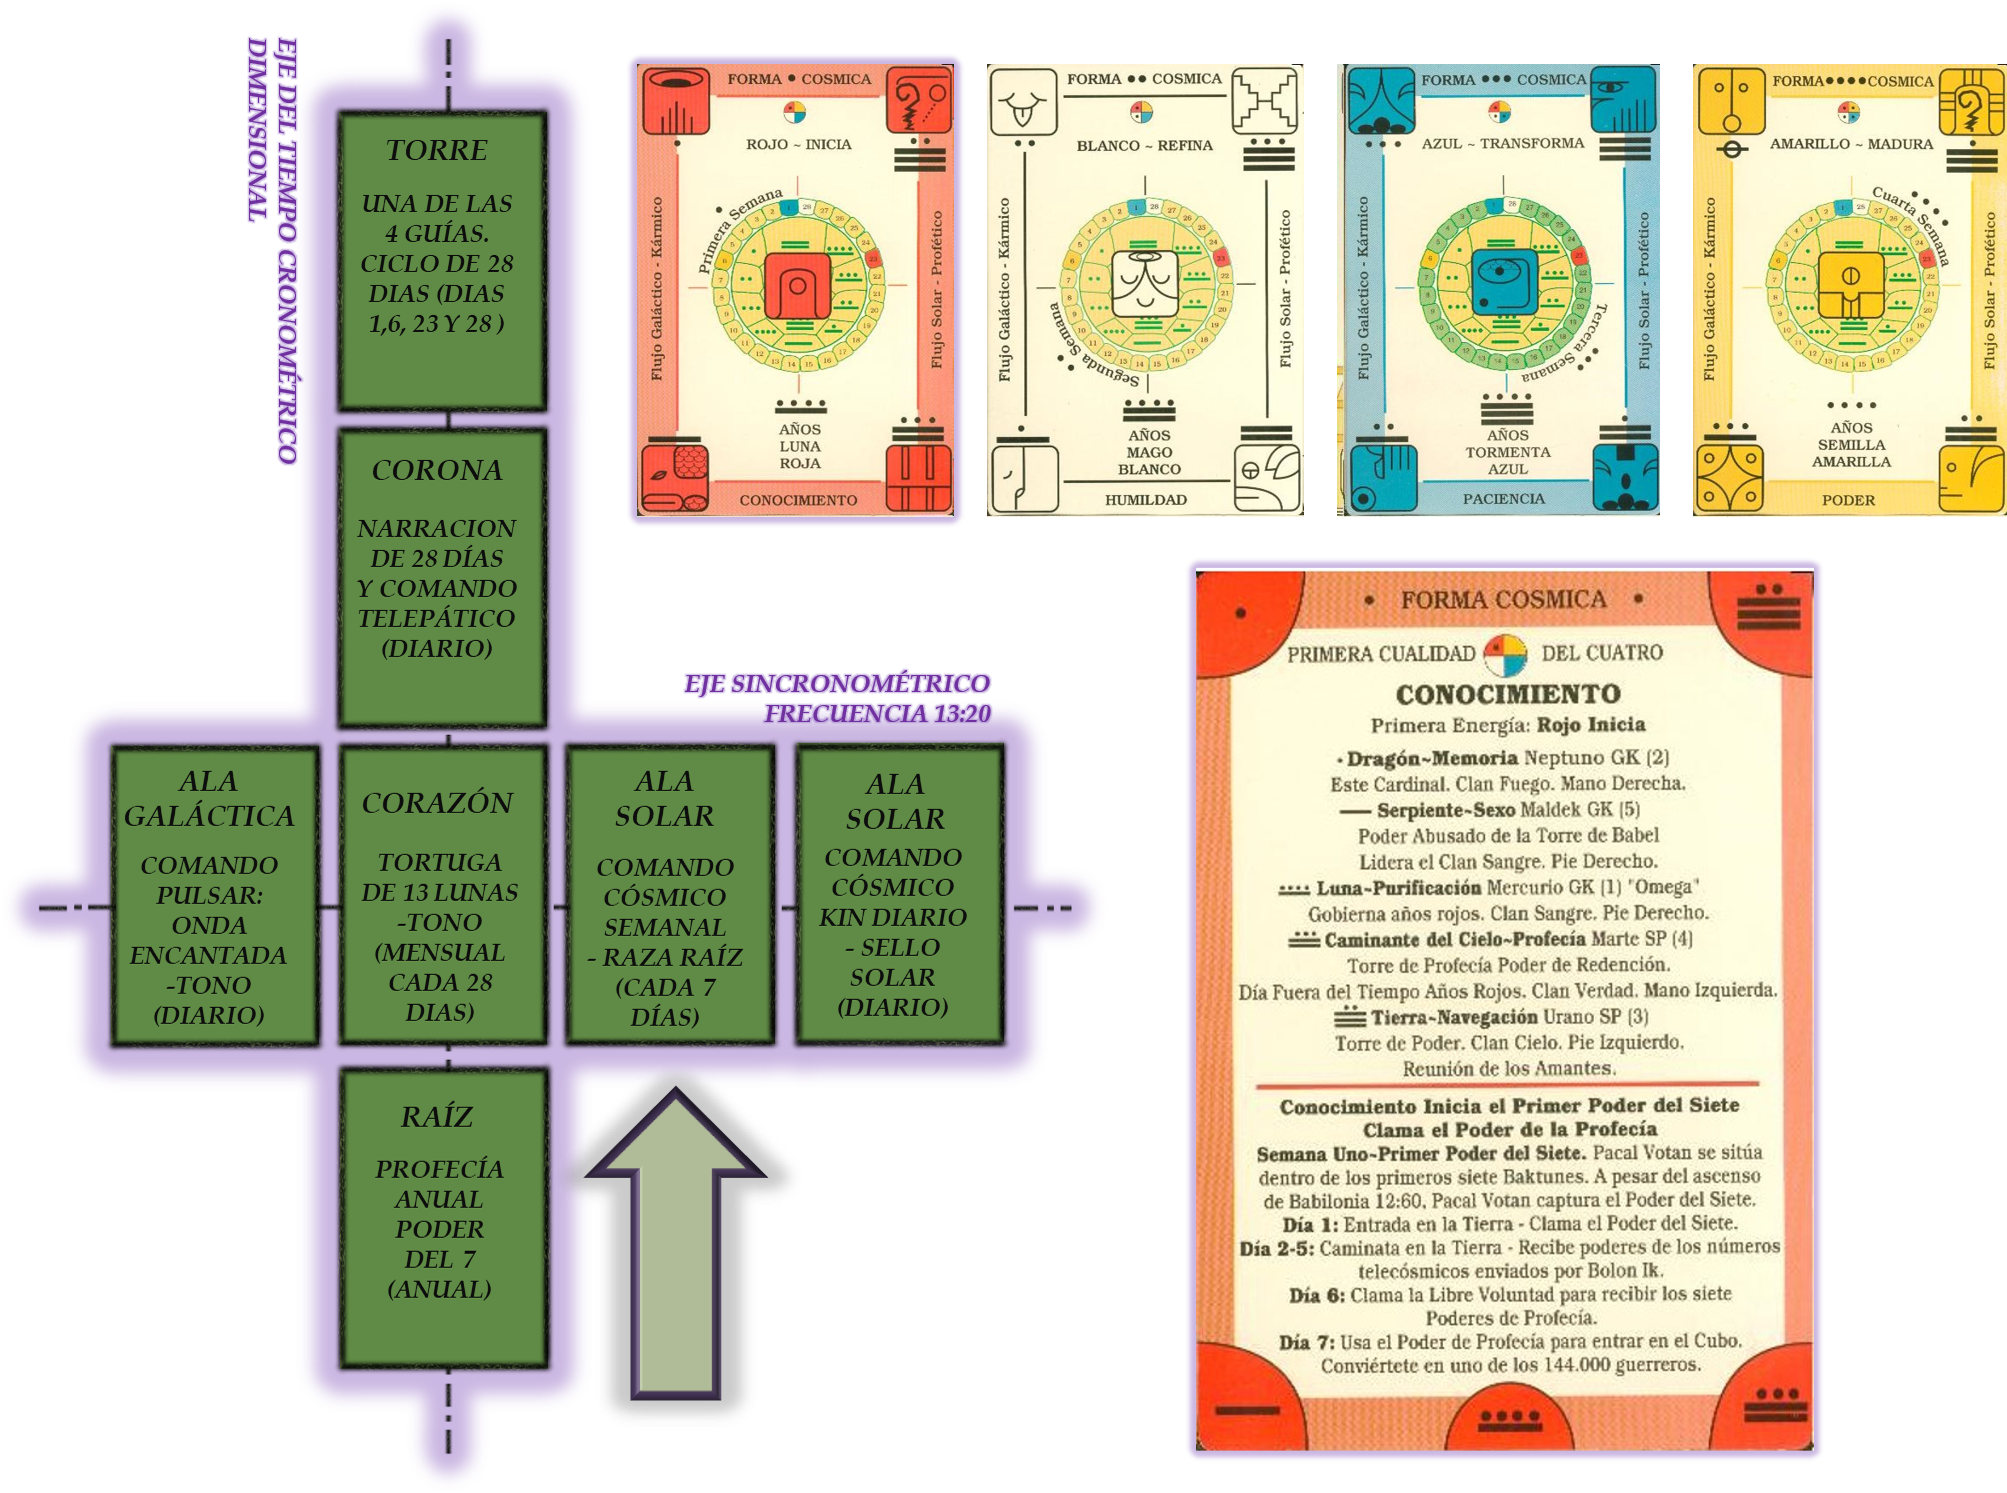 EJE DEL TIEMPO CRONOMÉTRICO
DIMENSIONAL
TORRE
UNA DE LAS
4 GUÍAS.
CICLO DE 28
DIAS (DIAS
1,6, 23 Y 28 )
CORONA
NARRACION
DE 28 DÍAS
Y COMANDO
TELEPÁTICO
(DIARIO)
EJE SINCRONOMÉTRICO
FRECUENCIA 13:20
ALA
GALÁCTICA
COMANDO
PULSAR:
ONDA
ENCANTADA
-TONO
(DIARIO)
CORAZÓN
TORTUGA
DE 13 LUNAS
-TONO
(MENSUAL
CADA 28
DIAS)
ALA
SOLAR
COMANDO
CÓSMICO
SEMANAL
- RAZA RAÍZ
(CADA 7
DÍAS)
ALA
SOLAR
COMANDO
CÓSMICO
KIN DIARIO
- SELLO
SOLAR
(DIARIO)
RAÍZ
PROFECÍA
ANUAL
PODER
DEL 7
(ANUAL)
FORMA • COSMICA
ROJO ~ INICIA
Primera Semana
Flujo Galáctico - Kármico
Flujo Solar - Profético
AÑOS
LUNA
ROJA
CONOCIMIENTO
FORMA •• COSMICA
BLANCO ~ REFINA
Segunda Semana
Flujo Galáctico - Kármico
Flujo Solar - Profético
AÑOS
MAGO
BLANCO
HUMILDAD
FORMA ••• COSMICA
AZUL ~ TRANSFORMA
Tercera Semana
Flujo Galáctico - Kármico
Flujo Solar - Profético
AÑOS
TORMENTA
AZUL
PACIENCIA
FORMA••••COSMICA
AMARILLO ~ MADURA
Cuarta Semana
Flujo Galáctico - Kármico
Flujo Solar - Profético
AÑOS
SEMILLA
AMARILLA
PODER
• FORMA COSMICA •
PRIMERA CUALIDAD DEL CUATRO
CONOCIMIENTO
Primera Energía: Rojo Inicia
• Dragón~Memoria Neptuno GK (2)
Este Cardinal. Clan Fuego. Mano Derecha.
Serpiente~Sexo Maldek GK (5)
Poder Abusado de la Torre de Babel
Lidera el Clan Sangre. Pie Derecho.
Luna~Purificación Mercurio GK (1) "Omega"
Gobierna años rojos. Clan Sangre. Pie Derecho.
Caminante del Cielo~Profecía Marte SP (4)
Torre de Profecía Poder de Redención.
Día Fuera del Tiempo Años Rojos. Clan Verdad. Mano Izquierda.
Tierra~Navegación Urano SP (3)
Torre de Poder. Clan Cielo. Pie Izquierdo.
Reunión de los Amantes.
Conocimiento Inicia el Primer Poder del Siete
Clama el Poder de la Profecía
Semana Uno~Primer Poder del Siete. Pacal Votan se sitúa
dentro de los primeros siete Baktunes. A pesar del ascenso
de Babilonia 12:60, Pacal Votan captura el Poder del Siete.
Día 1: Entrada en la Tierra - Clama el Poder del Siete.
Día 2-5: Caminata en la Tierra - Recibe poderes de los números
telecósmicos enviados por Bolon Ik.
Día 6: Clama la Libre Voluntad para recibir los siete
Poderes de Profecía.
Día 7: Usa el Poder de Profecía para entrar en el Cubo.
Conviértete en uno de los 144.000 guerreros.